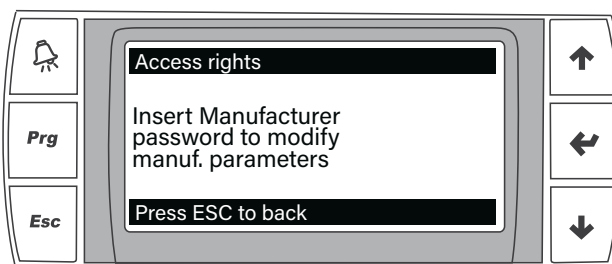 Access rights
Insert Manufacturer
password to modify
manuf. parameters
Press ESC to back
Prg
Esc